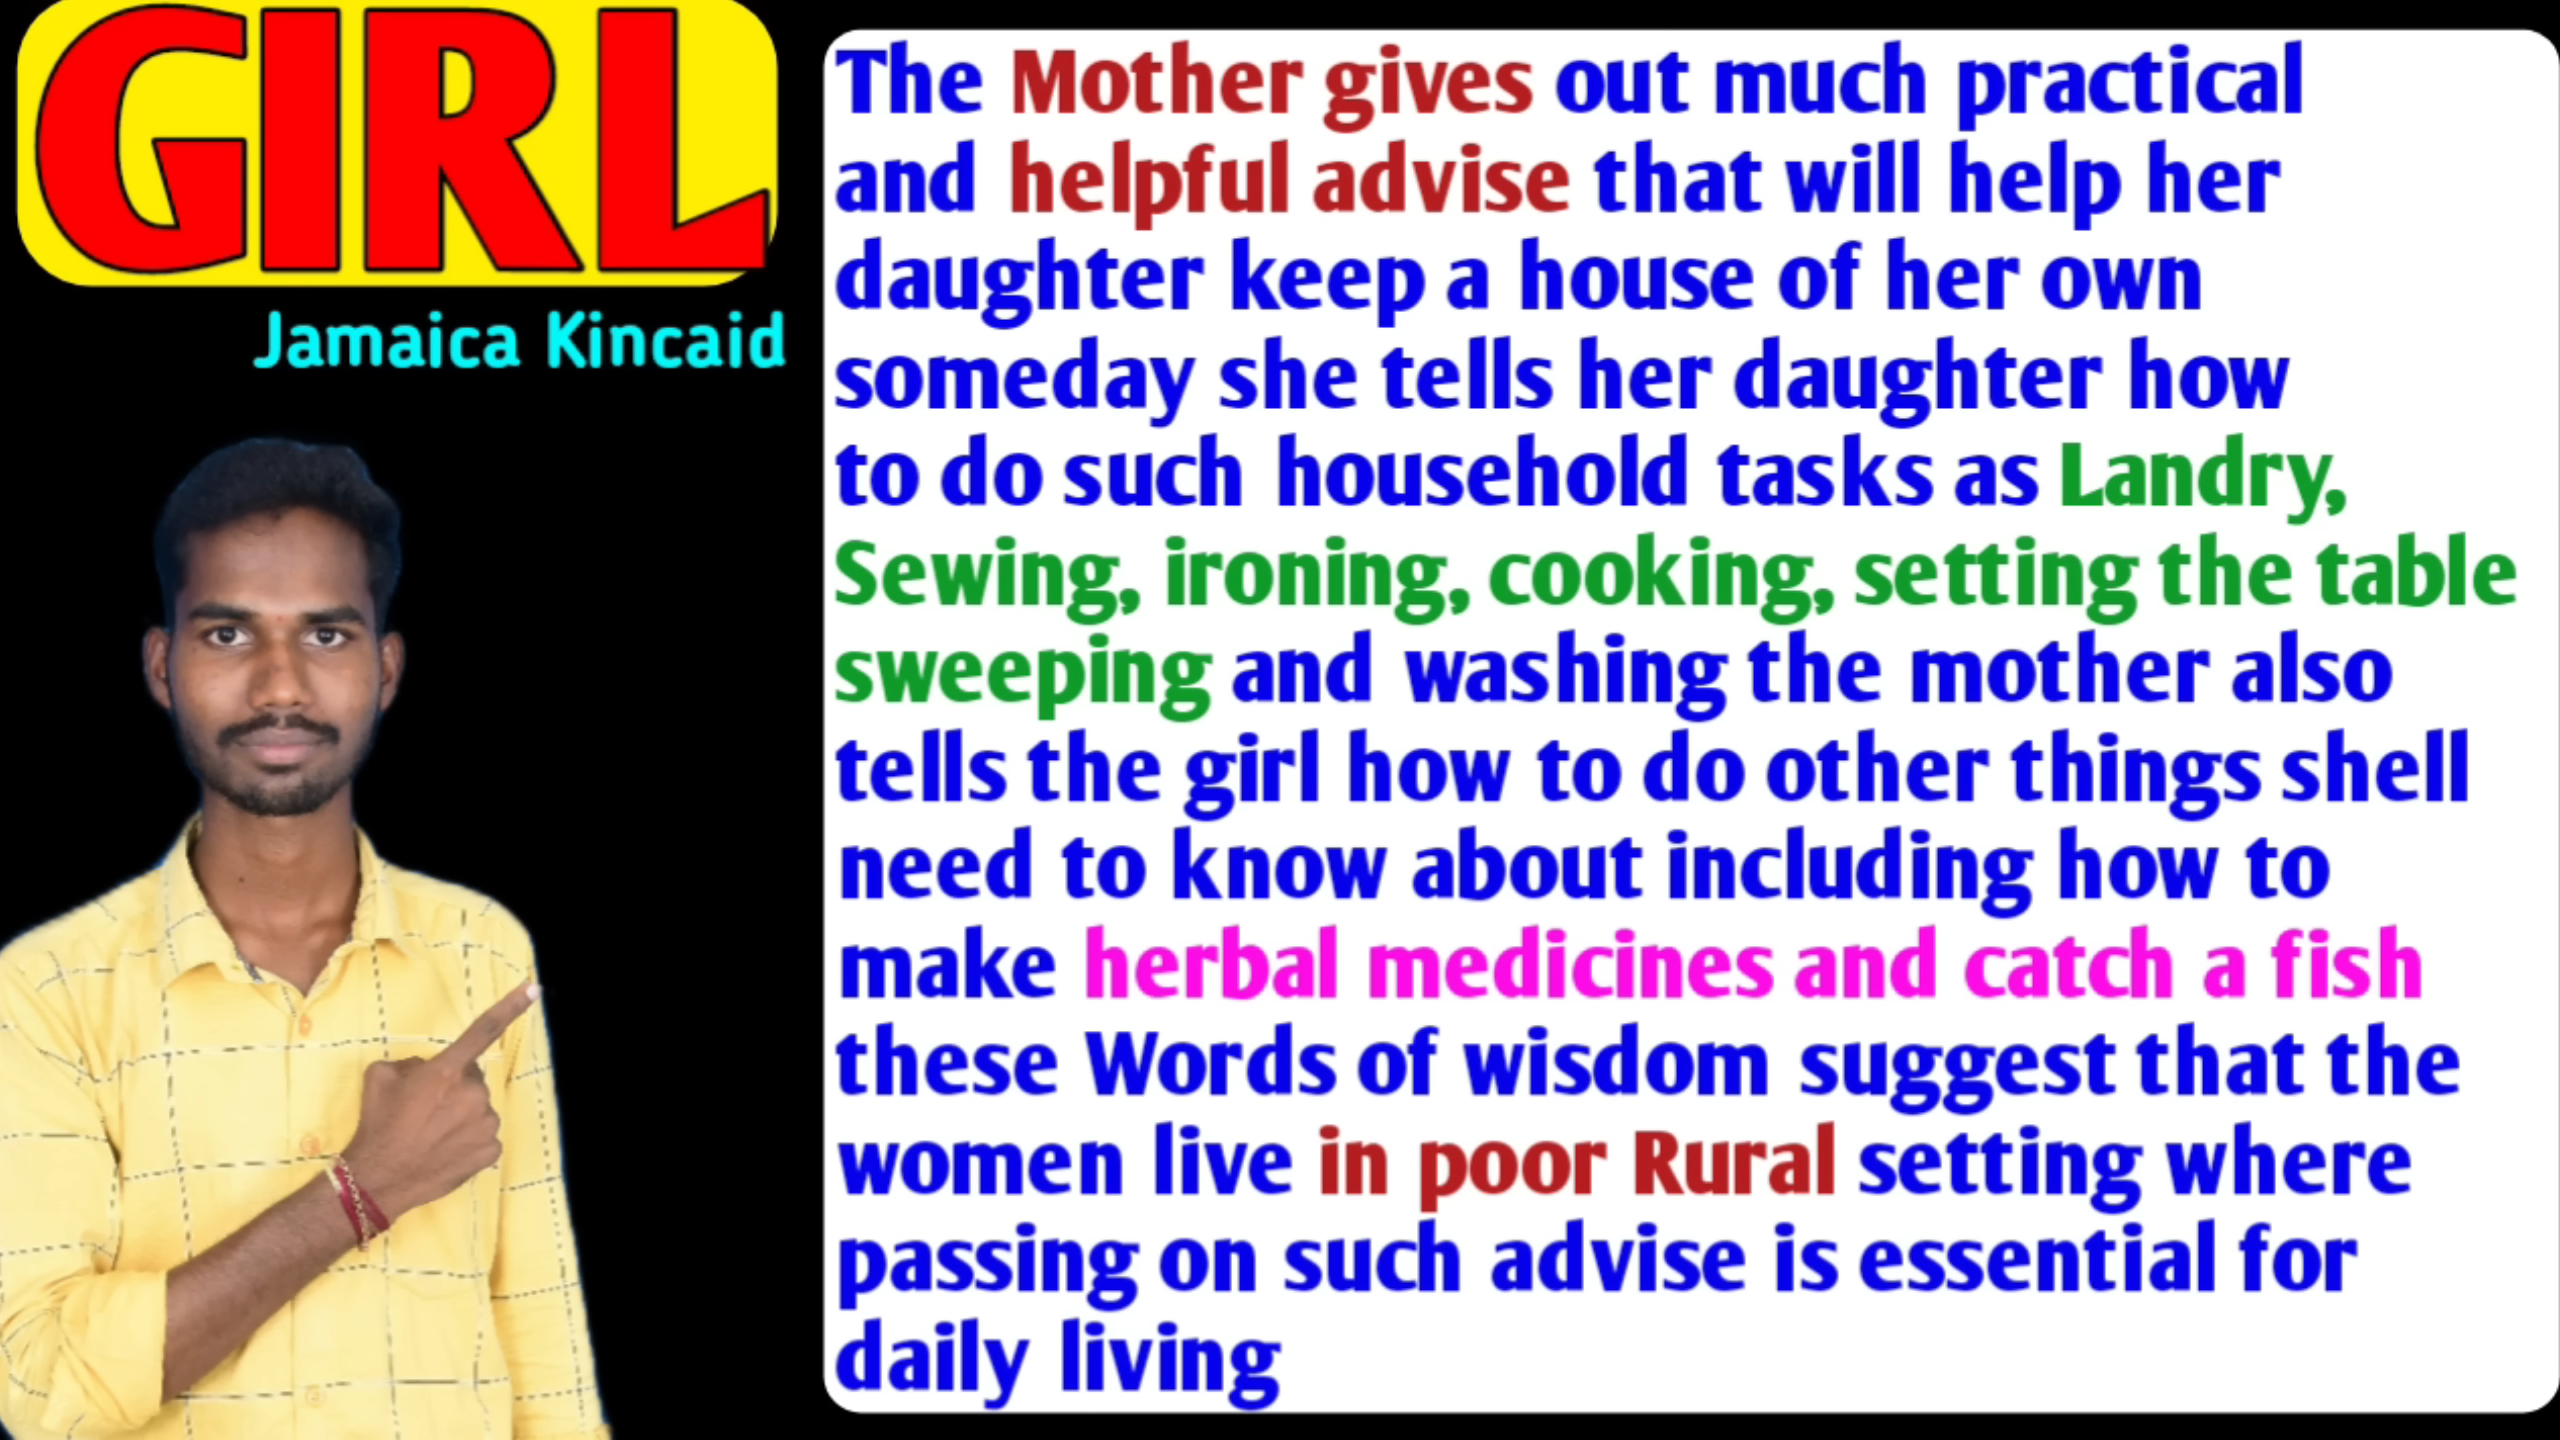 GIRL
Jamaica Kincaid
The Mother gives out much practical
and helpful advise that will help her
daughter keep a house of her own
someday she tells her daughter how
to do such household tasks as Landry,
Sewing, ironing, cooking, setting the table
sweeping and washing the mother also
tells the girl how to do other things shell
need to know about including how to
make herbal medicines and catch a fish
these Words of wisdom suggest that the
women live in poor Rural setting where
passing on such advise is essential for
daily living